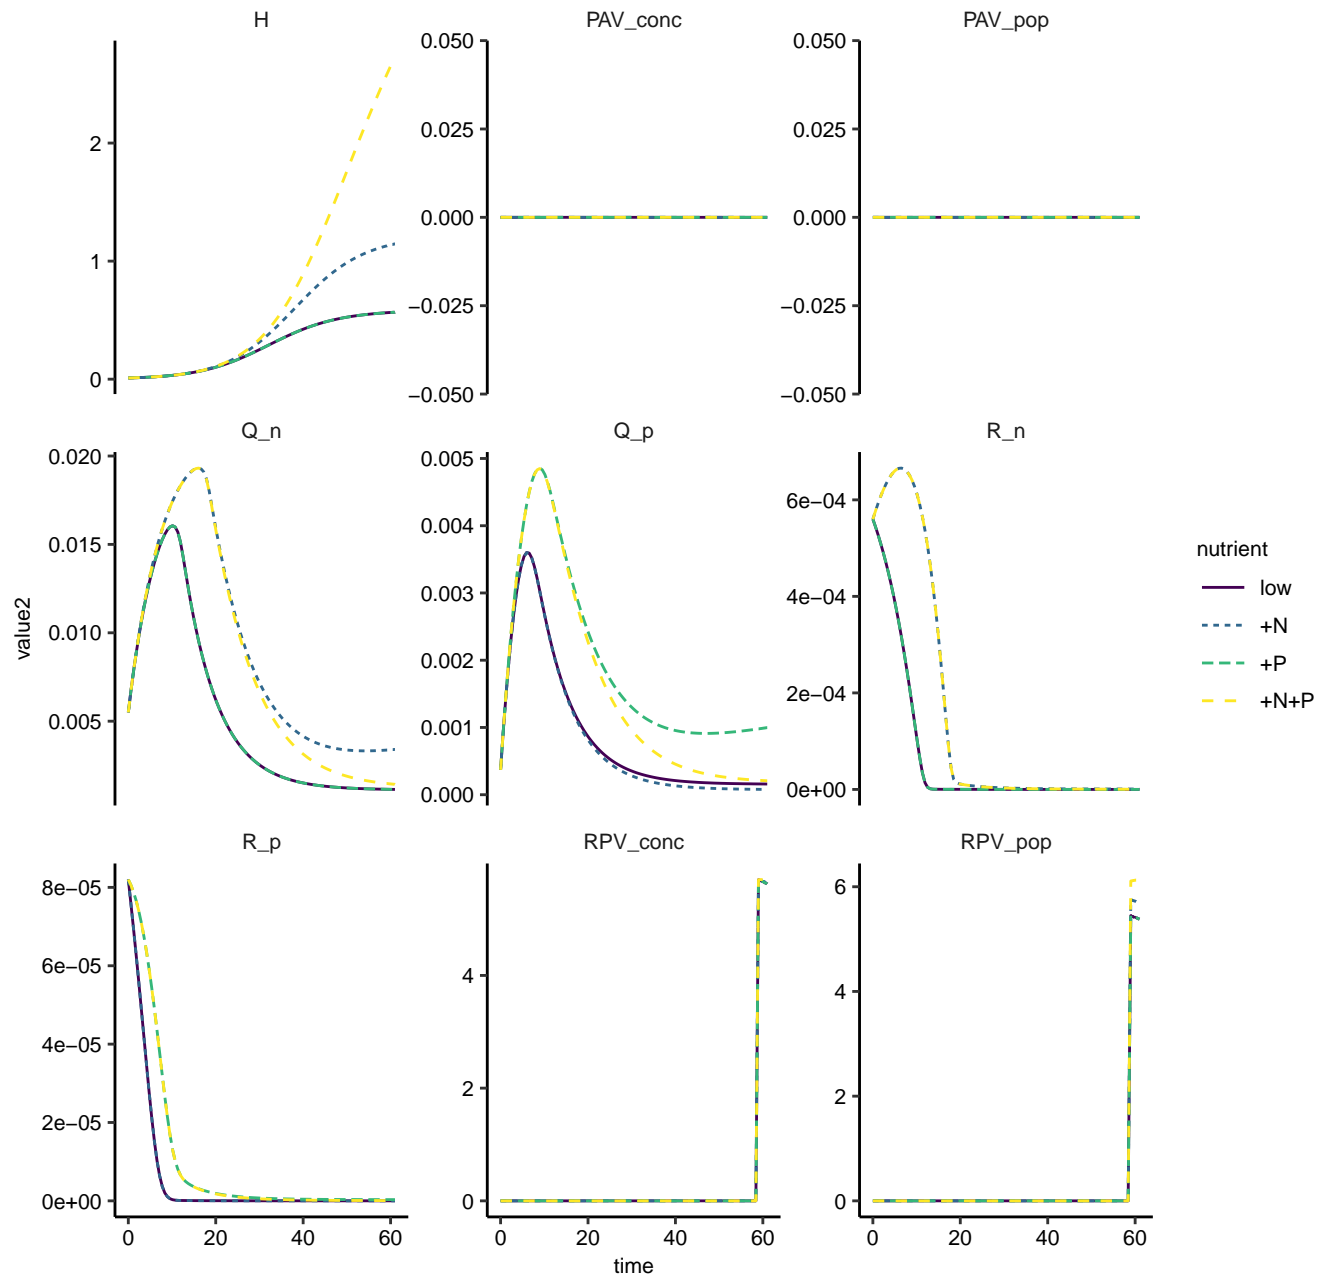 H
PAV_conc
PAV_pop
2
1
0
0.050
0.025
0.000
−0.025
−0.050
0.050
0.025
0.000
−0.025
−0.050
Q_n
Q_p
R_n
0.020
0.015
0.010
0.005
0.005
0.004
0.003
0.002
0.001
0.000
6e−04
4e−04
2e−04
0e+00
value2
nutrient
low
+N
+P
+N+P
R_p
RPV_conc
RPV_pop
8e−05
6e−05
4e−05
2e−05
0e+00
4
2
0
6
4
2
0
0 20 40 60
0 20 40 60
0 20 40 60
time